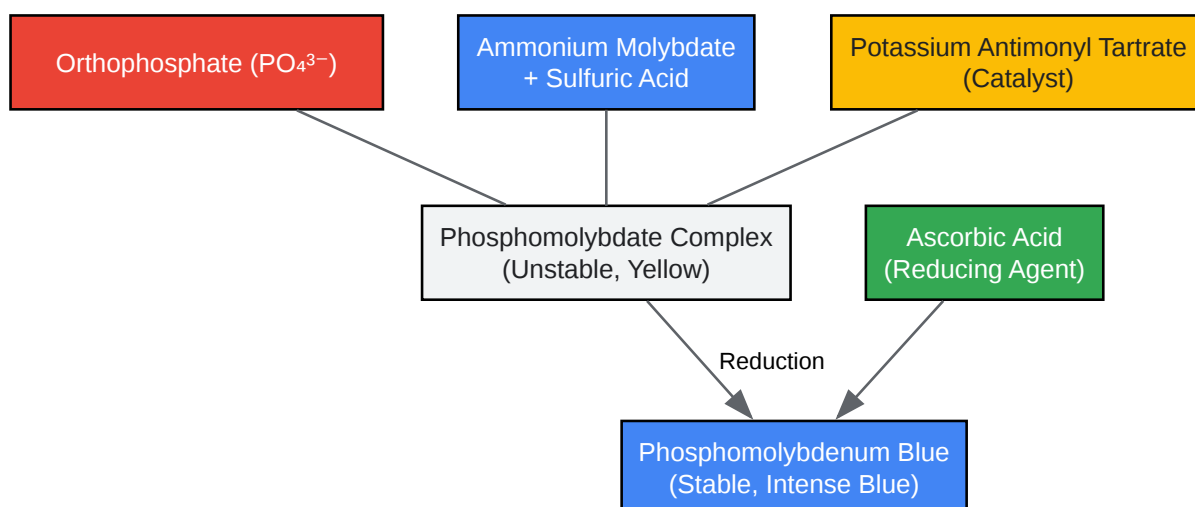 Orthophosphate (PO₄³⁻)
Ammonium Molybdate
+ Sulfuric Acid
Potassium Antimonyl Tartrate
(Catalyst)
Phosphomolybdate Complex
(Unstable, Yellow)
Ascorbic Acid
(Reducing Agent)
Reduction
Phosphomolybdenum Blue
(Stable, Intense Blue)